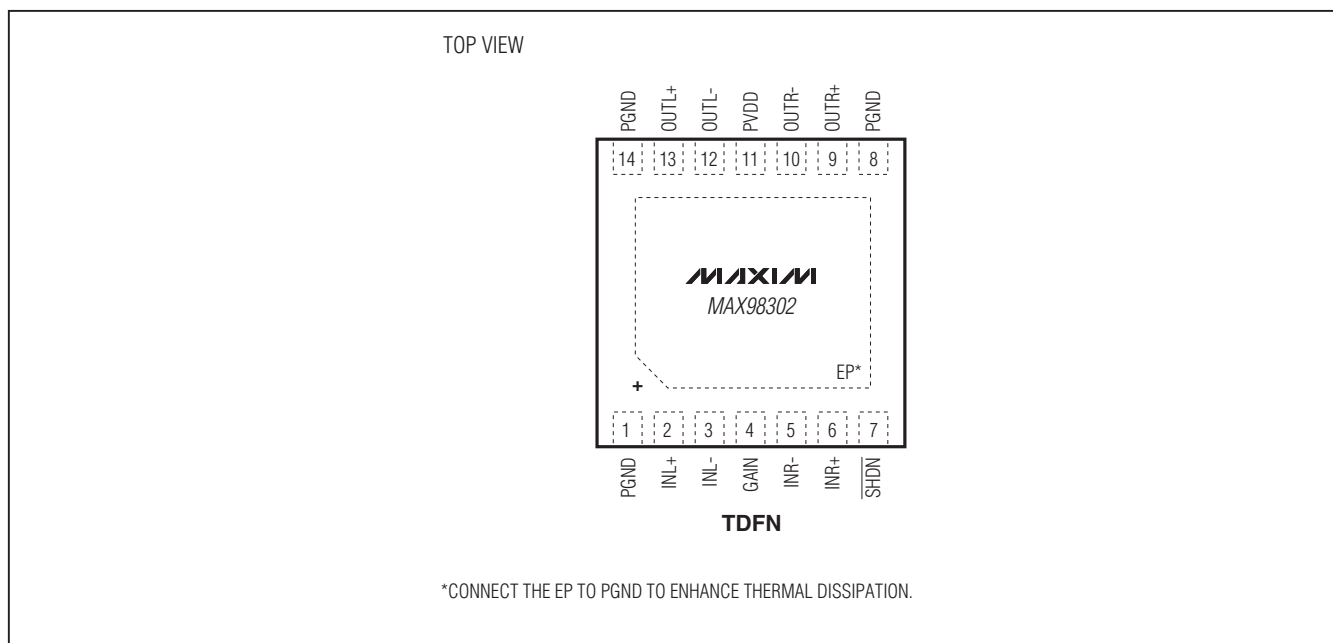 TOP VIEW
PGND OUTL+ OUTL- PVDD OUTR- OUTR+ PGND
14 13 12 11 10 9 8
MAXIM
MAX98302
EP*
+
1 2 3 4 5 6 7
PGND INL+ INL- GAIN INR- INR+ SHDN
TDFN
*CONNECT THE EP TO PGND TO ENHANCE THERMAL DISSIPATION.